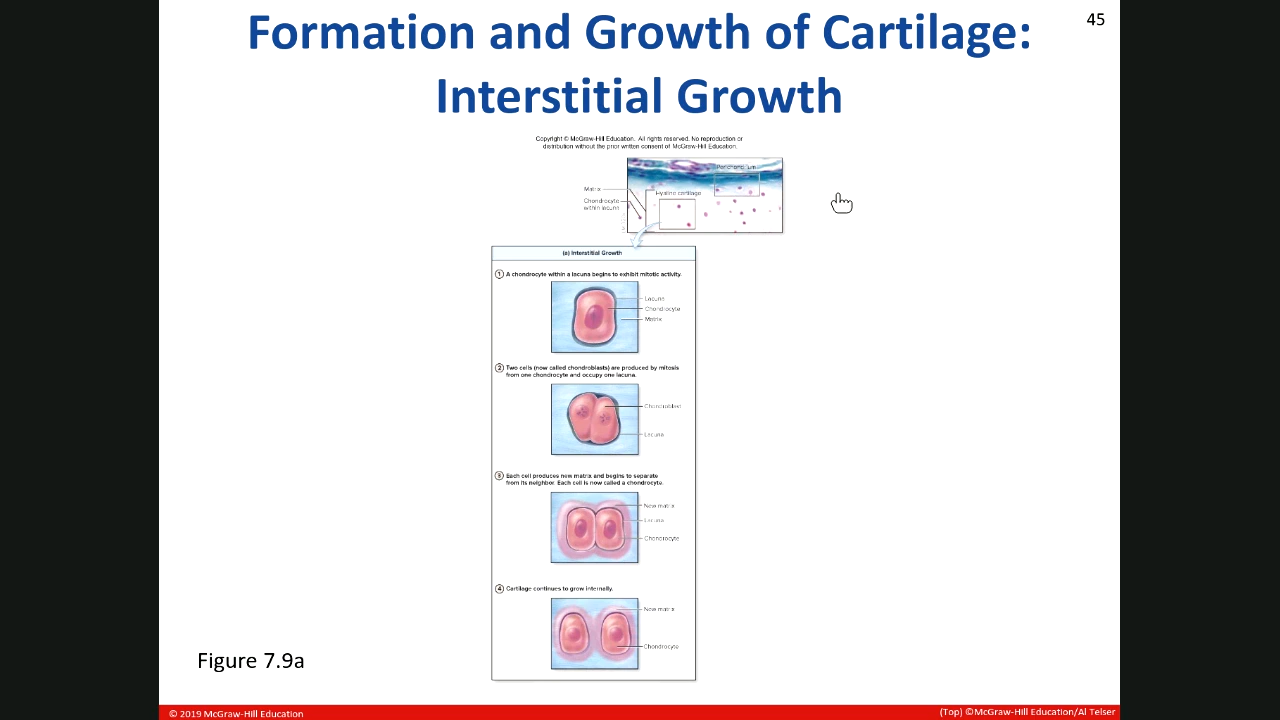 Formation and Growth of Cartilage:
Interstitial Growth
45
Copyright © McGraw-Hill Education. All rights reserved. No reproduction or
distribution without the prior written consent of McGraw-Hill Education.
Perichondrium
Matrix
Hyaline cartilage
Chondrocyte
within lacuna
(a) Interstitial Growth
1 A chondrocyte within a lacuna begins to exhibit mitotic activity.
Lacuna
Chondrocyte
Matrix
2 Two cells (now called chondroblasts) are produced by mitosis
from one chondrocyte and occupy one lacuna.
Chondroblast
Lacuna
3 Each cell produces new matrix and begins to separate
from its neighbor. Each cell is now called a chondrocyte.
New matrix
Lacuna
Chondrocyte
4 Cartilage continues to grow internally.
New matrix
Chondrocyte
Figure 7.9a
© 2019 McGraw-Hill Education
(Top) ©McGraw-Hill Education/Al Telser